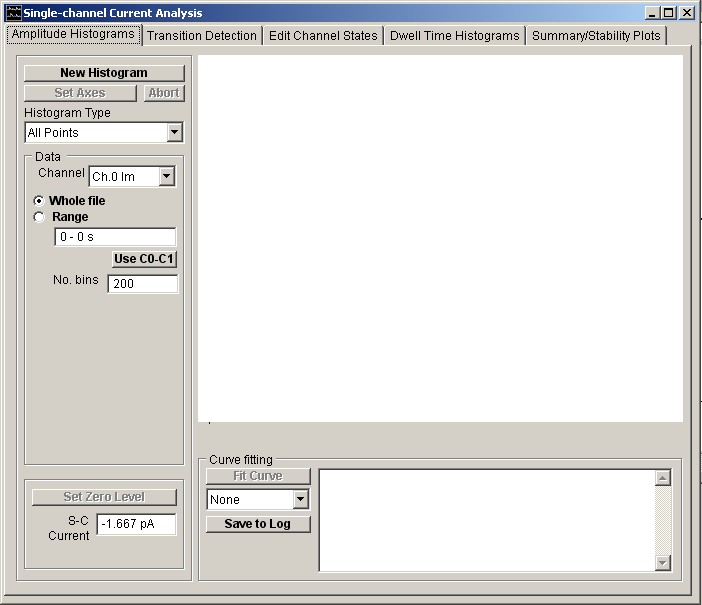 Single-channel Current Analysis
Amplitude Histograms Transition Detection Edit Channel States Dwell Time Histograms Summary/Stability Plots
New Histogram
Set Axes Abort
Histogram Type
All Points
Data
Channel Ch.0 Im
Whole file
Range
0 - 0 s
Use C0-C1
No. bins 200
Set Zero Level
S-C
Current
-1.667 pA
Curve fitting
Fit Curve
None
Save to Log